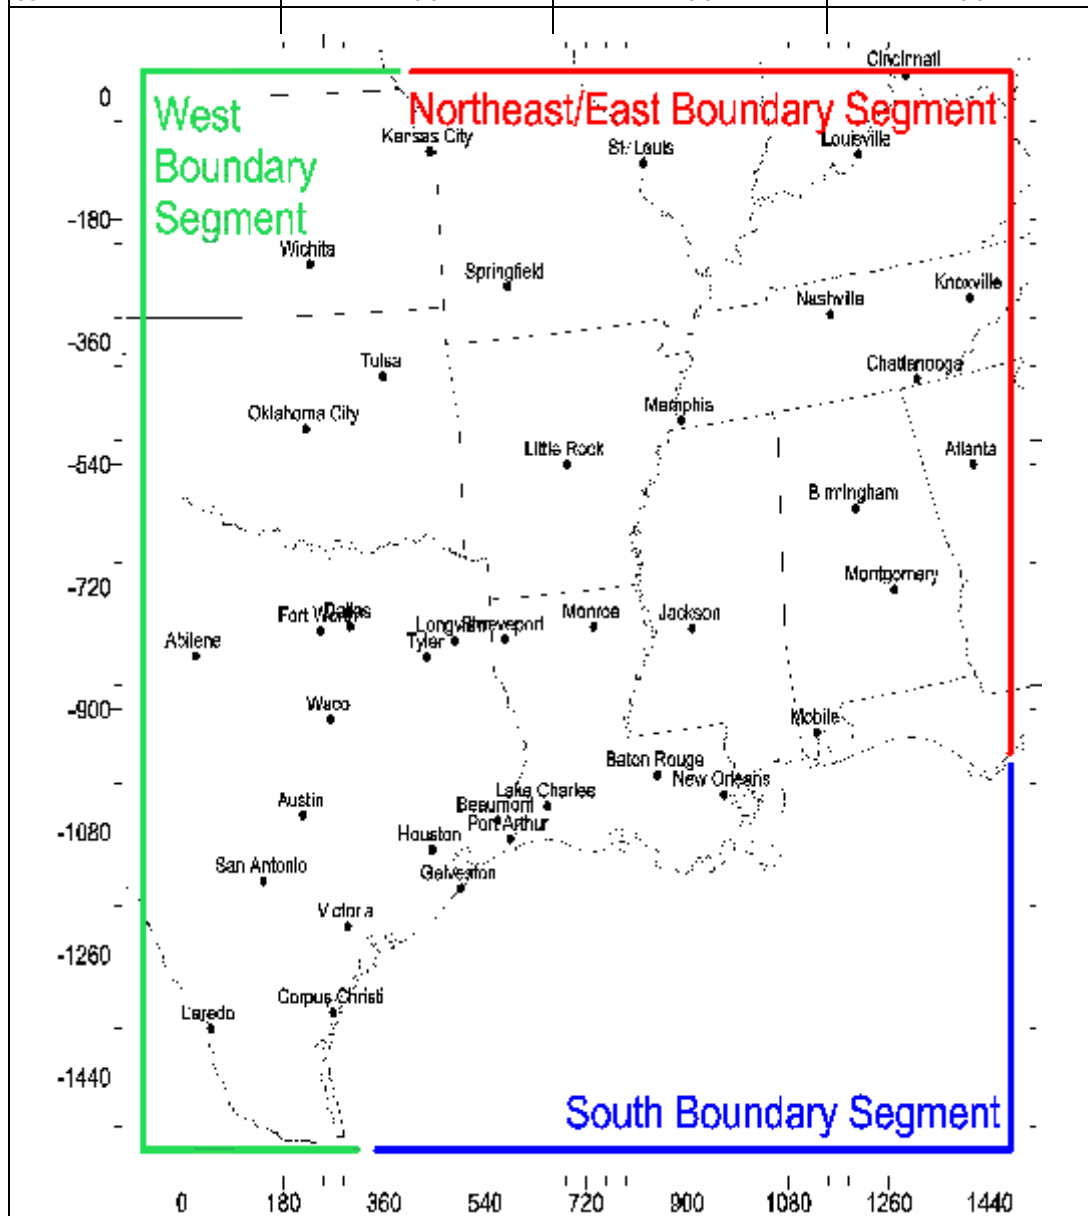 Cincinnati
0
West
Boundary
Segment
Northeast/East Boundary Segment
Kansas City
St. Louis
Louisville
-180
Wichita
Springfield
Knoxville
Nashville
-360
Tulsa
Chattanooga
Oklahoma City
Memphis
Little Rock
Atlanta
-540
Birmingham
Montgomery
-720
Fort Worth
Dallas
Longview
Shreveport
Monroe
Jackson
Abilene
Tyler
-900
Waco
Mobile
Baton Rouge
New Orleans
Lake Charles
Austin
Beaumont
Port Arthur
-1080
Houston
San Antonio
Galveston
Victoria
-1260
Corpus Christi
Laredo
-1440
South Boundary Segment
0 180 360 540 720 900 1080 1260 1440